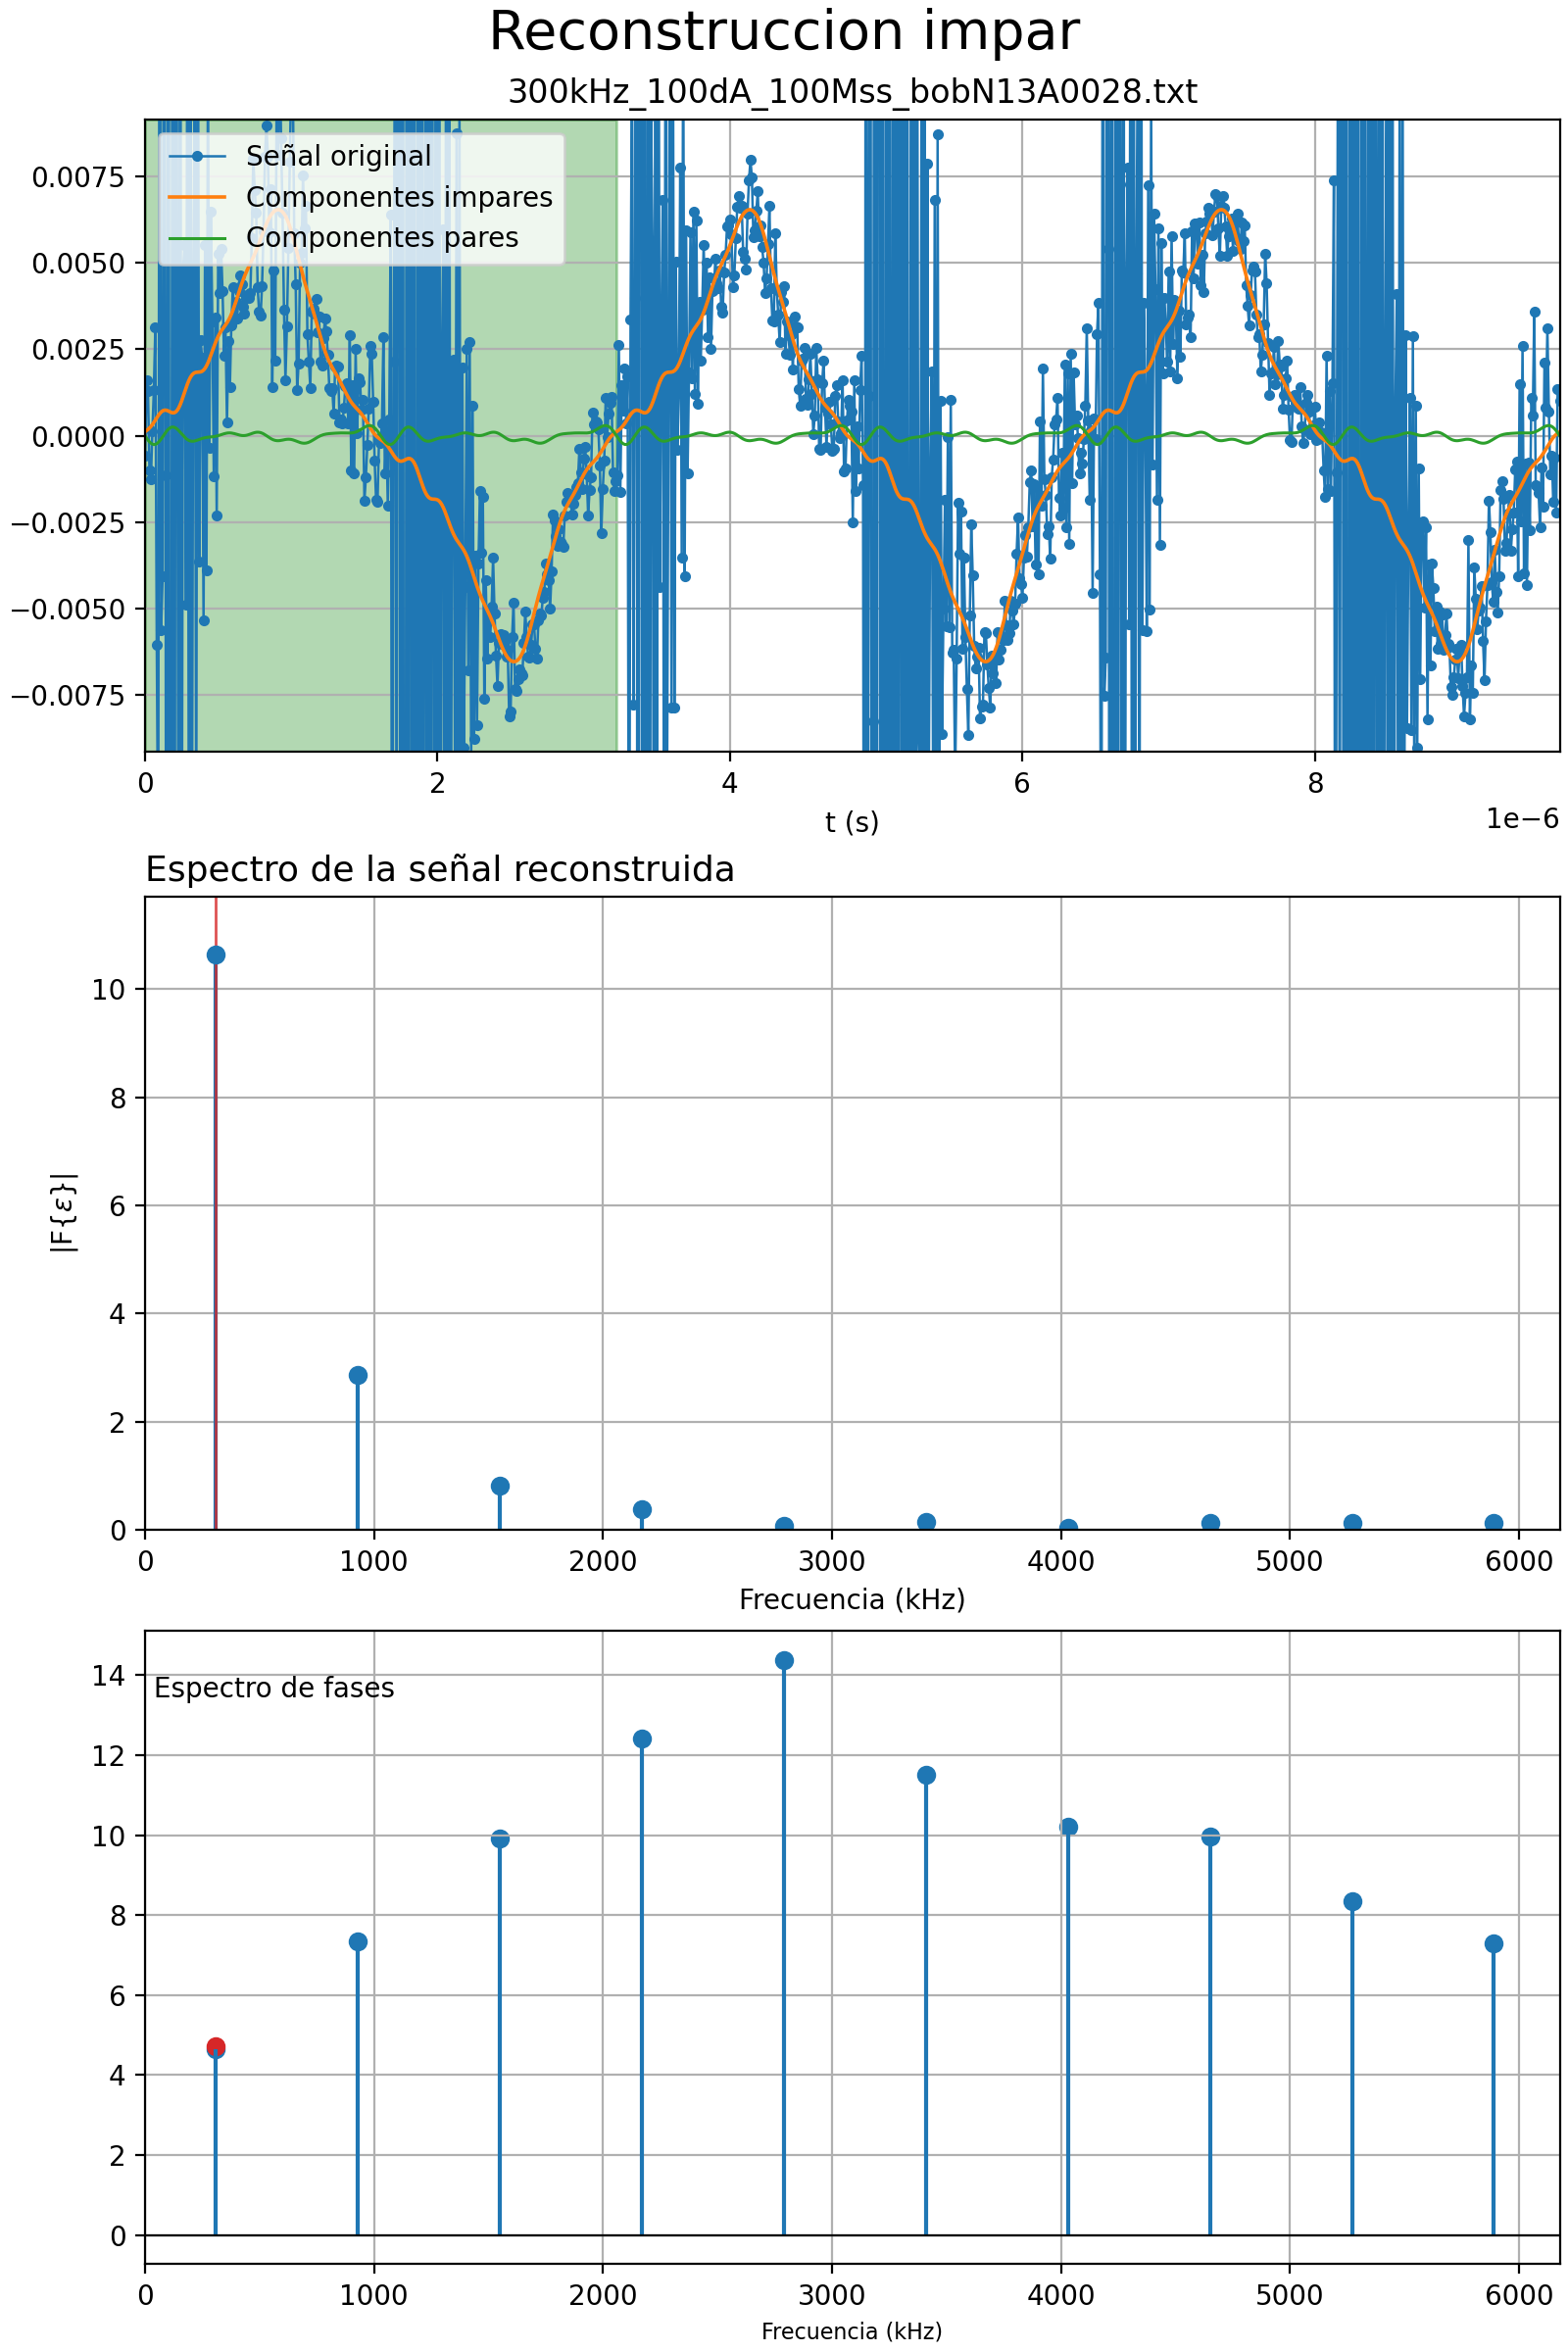 Reconstruccion impar
300kHz_100dA_100Mss_bobN13A0028.txt
Señal original
Componentes impares
Componentes pares
0.0075
0.0050
0.0025
0.0000
−0.0025
−0.0050
−0.0075
0 2 4 6 8
t (s)
1e−6
Espectro de la señal reconstruida
10
8
6
4
2
0
|F{ε}|
0 1000 2000 3000 4000 5000 6000
Frecuencia (kHz)
Espectro de fases
14
12
10
8
6
4
2
0
0 1000 2000 3000 4000 5000 6000
Frecuencia (kHz)